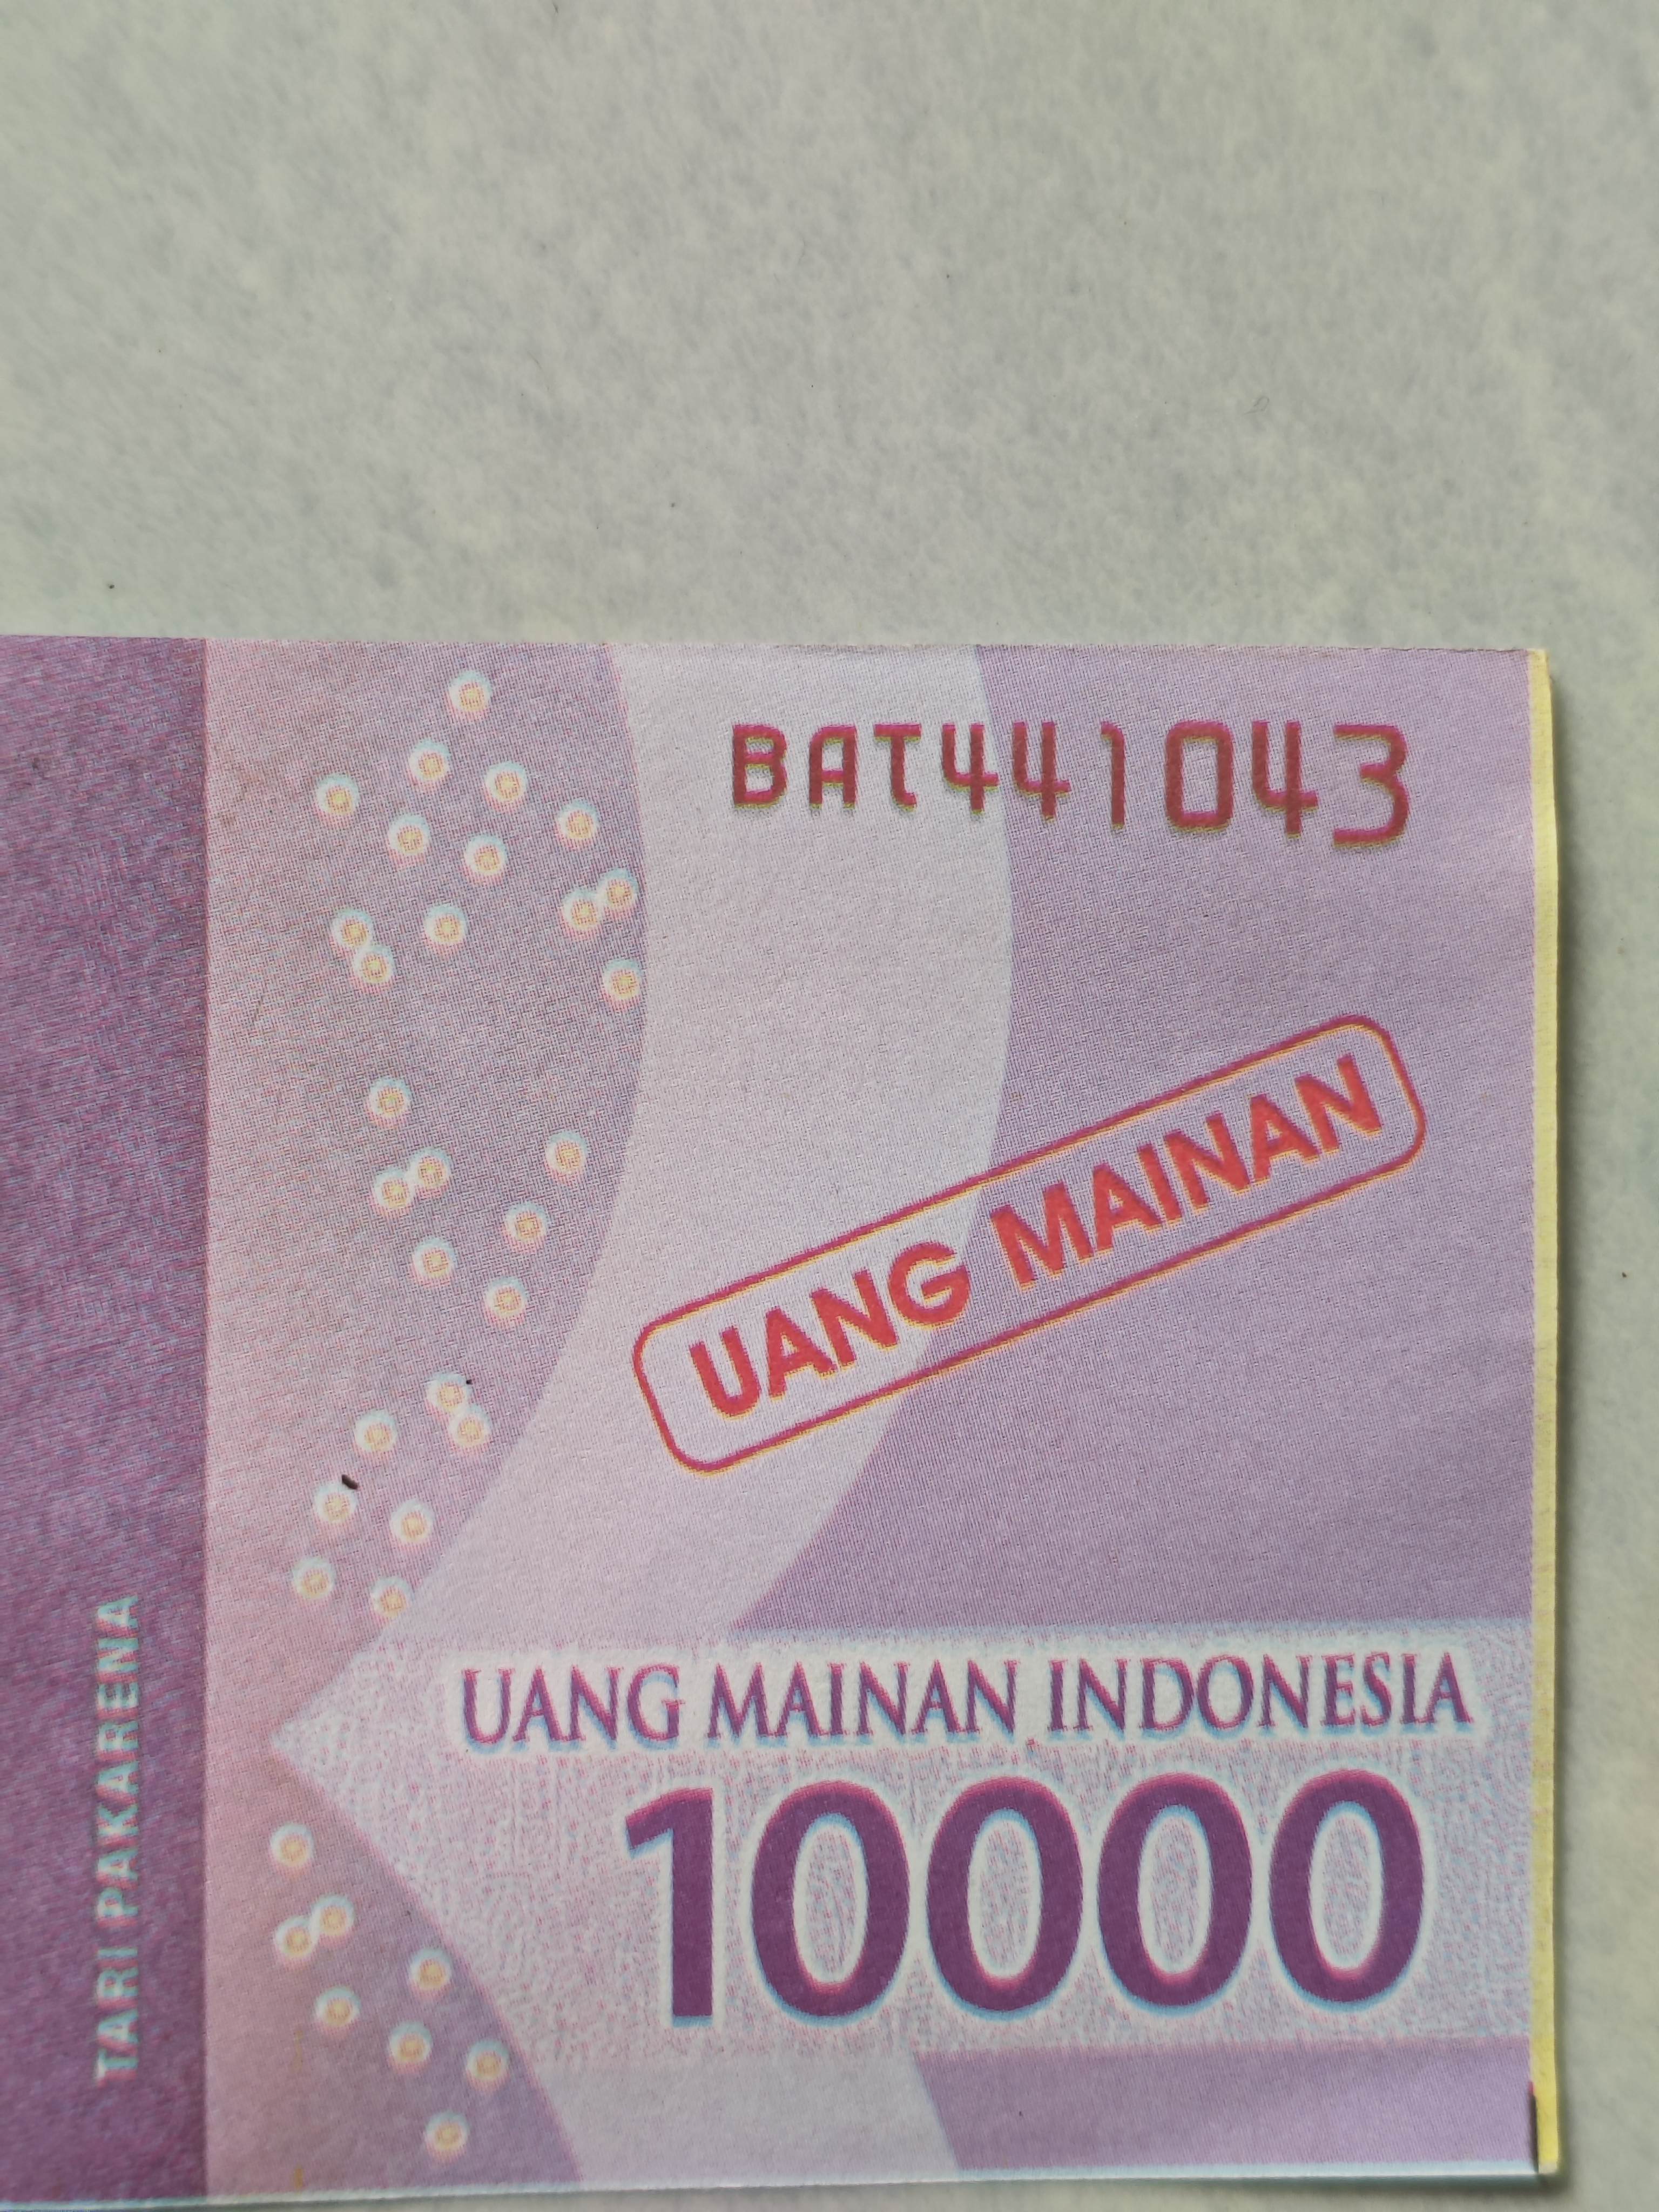 BAT441043
UANG MAINAN
UANG MAINAN INDONESIA
10000
TARI PAKARENA